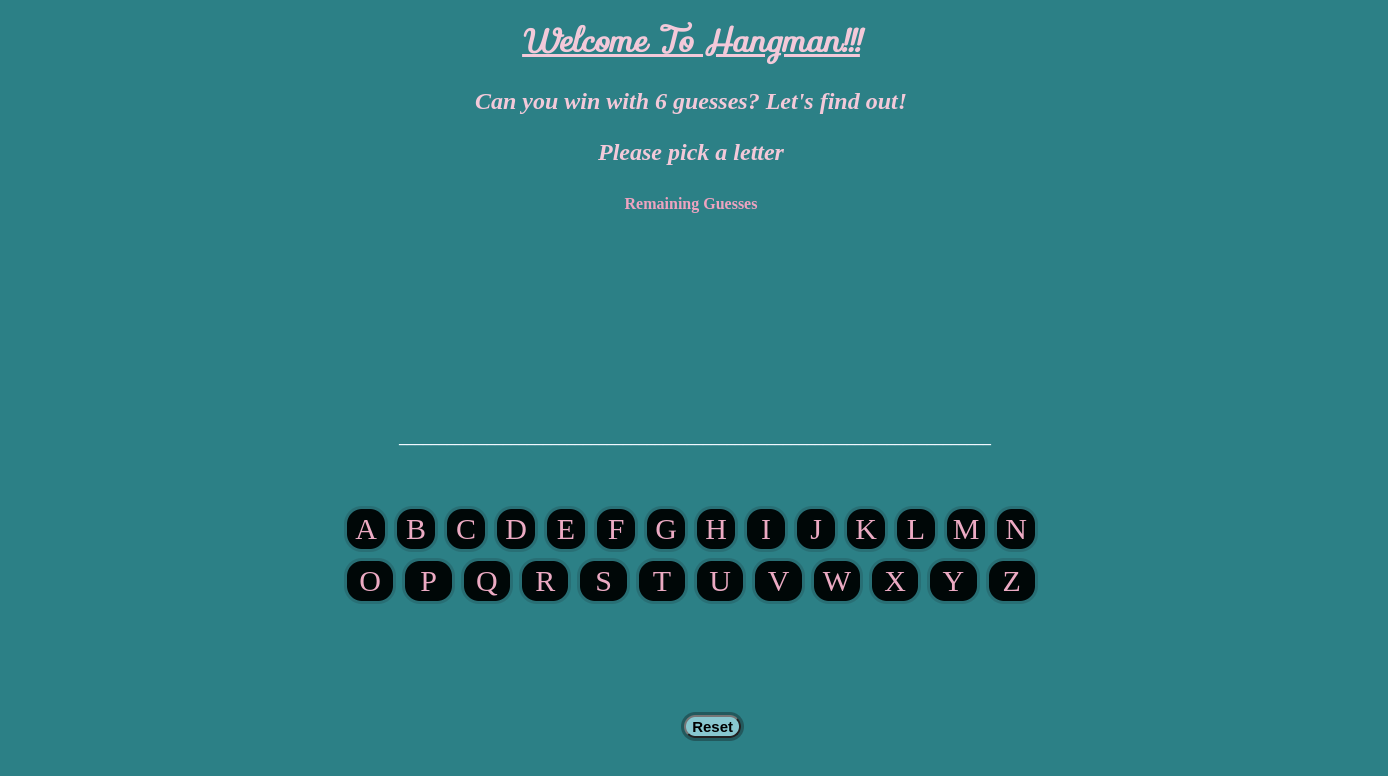 Welcome To Hangman!!!
Can you win with 6 guesses? Let's find out!
Please pick a letter
Remaining Guesses
A B C D E F G H I J K L M N
O P Q R S T U V W X Y Z
Reset